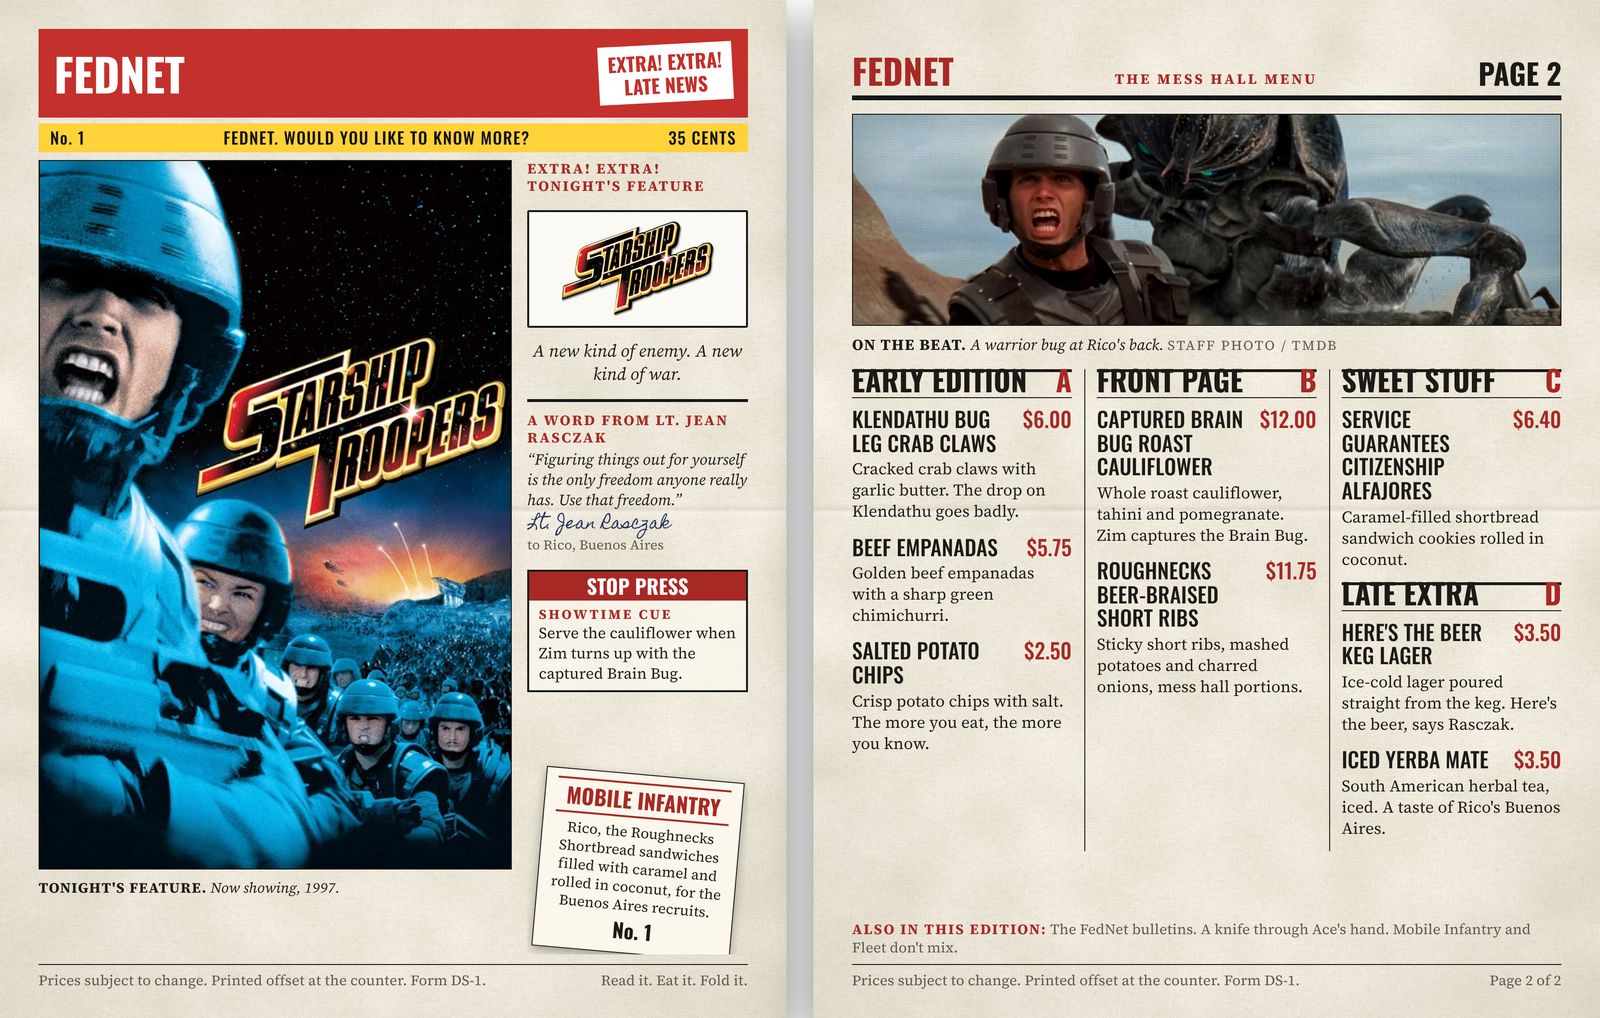 FEDNET
EXTRA! EXTRA!
LATE NEWS
No. 1
FEDNET. WOULD YOU LIKE TO KNOW MORE?
35 CENTS
STARSHIP
TROOPERS
TONIGHT'S FEATURE. Now showing, 1997.
EXTRA! EXTRA!
TONIGHT'S FEATURE
STARSHIP
TROOPERS
A new kind of enemy. A new
kind of war.
A WORD FROM LT. JEAN
RASCZAK
“Figuring things out for yourself
is the only freedom anyone really
has. Use that freedom.”
Lt. Jean Rasczak
to Rico, Buenos Aires
STOP PRESS
SHOWTIME CUE
Serve the cauliflower when
Zim turns up with the
captured Brain Bug.
MOBILE INFANTRY
Rico, the Roughnecks
Shortbread sandwiches
filled with caramel and
rolled in coconut, for the
Buenos Aires recruits.
No. 1
Prices subject to change. Printed offset at the counter. Form DS-1.
Read it. Eat it. Fold it.
FEDNET
THE MESS HALL MENU
PAGE 2
ON THE BEAT. A warrior bug at Rico's back. STAFF PHOTO / TMDB
EARLY EDITION A
KLENDATHU BUG $6.00
LEG CRAB CLAWS
Cracked crab claws with
garlic butter. The drop on
Klendathu goes badly.
BEEF EMPANADAS $5.75
Golden beef empanadas
with a sharp green
chimichurri.
SALTED POTATO $2.50
CHIPS
Crisp potato chips with salt.
The more you eat, the more
you know.
FRONT PAGE B
CAPTURED BRAIN $12.00
BUG ROAST
CAULIFLOWER
Whole roast cauliflower,
tahini and pomegranate.
Zim captures the Brain Bug.
ROUGHNECKS $11.75
BEER-BRAISED
SHORT RIBS
Sticky short ribs, mashed
potatoes and charred
onions, mess hall portions.
SWEET STUFF C
SERVICE $6.40
GUARANTEES
CITIZENSHIP
ALFAJORES
Caramel-filled shortbread
sandwich cookies rolled in
coconut.
LATE EXTRA D
HERE'S THE BEER $3.50
KEG LAGER
Ice-cold lager poured
straight from the keg. Here's
the beer, says Rasczak.
ICED YERBA MATE $3.50
South American herbal tea,
iced. A taste of Rico's Buenos
Aires.
ALSO IN THIS EDITION: The FedNet bulletins. A knife through Ace's hand. Mobile Infantry and
Fleet don't mix.
Prices subject to change. Printed offset at the counter. Form DS-1.
Page 2 of 2